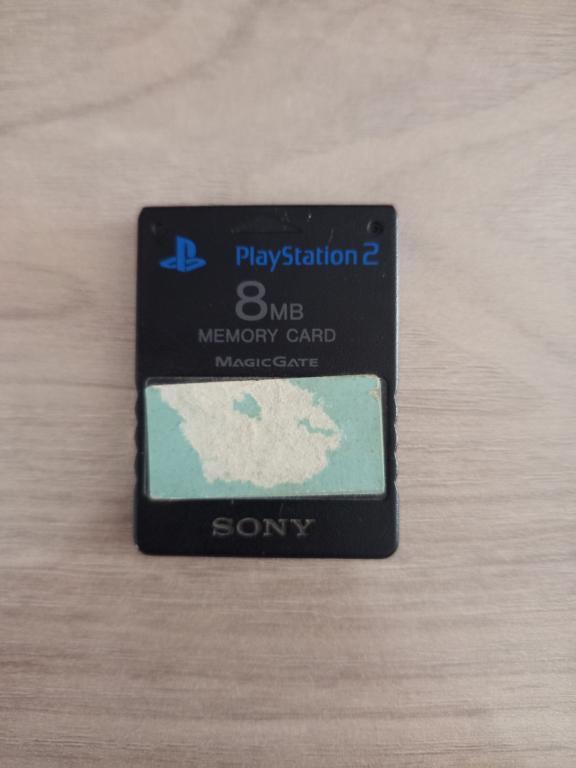 PlayStation 2
8MB
MEMORY CARD
MAGICGATE
SONY